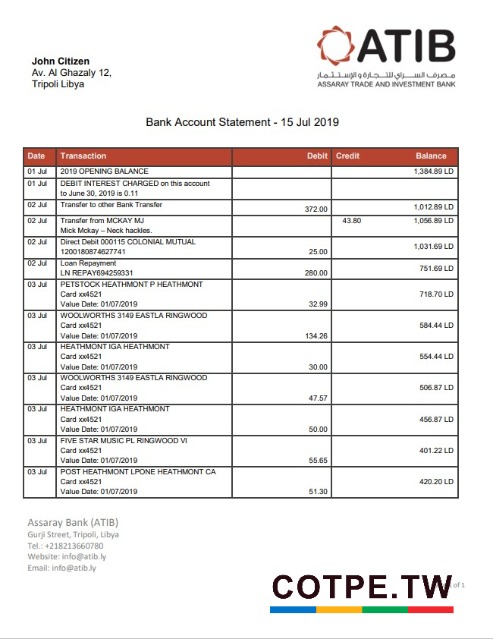 ATIB
John Citizen
Av. Al Ghazaly 12,
Tripoli Libya
مصرف السراي للتجارة والإستثمار
ASSARAY TRADE AND INVESTMENT BANK
Bank Account Statement - 15 Jul 2019
Date Transaction Debit Credit Balance
01 Jul 2019 OPENING BALANCE 1,384.89 LD
01 Jul DEBIT INTEREST CHARGED on this account
to June 30, 2019 is 0.11
02 Jul Transfer to other Bank Transfer 372.00 1,012.89 LD
02 Jul Transfer from MCKAY MJ 43.80 1,056.89 LD
Mick Mckay – Neck hackles.
02 Jul Direct Debit 000115 COLONIAL MUTUAL 1,031.69 LD
1200180874627741 25.00
02 Jul Loan Repayment 751.69 LD
LN REPAY694259331 280.00
03 Jul PETSTOCK HEATHMONT P HEATHMONT
Card xx4521 718.70 LD
Value Date: 01/07/2019 32.99
03 Jul WOOLWORTHS 3149 EASTLA RINGWOOD
Card xx4521 584.44 LD
Value Date: 01/07/2019 134.26
03 Jul HEATHMONT IGA HEATHMONT
Card xx4521 554.44 LD
Value Date: 01/07/2019 30.00
03 Jul WOOLWORTHS 3149 EASTLA RINGWOOD
Card xx4521 506.87 LD
Value Date: 01/07/2019 47.57
03 Jul HEATHMONT IGA HEATHMONT
Card xx4521 456.87 LD
Value Date: 01/07/2019 50.00
03 Jul FIVE STAR MUSIC PL RINGWOOD VI
Card xx4521 401.22 LD
Value Date: 01/07/2019 55.65
03 Jul POST HEATHMONT LPONE HEATHMONT CA
Card xx4521 420.20 LD
Value Date: 01/07/2019 51.30
Assaray Bank (ATIB)
Gurji Street, Tripoli, Libya
Tel.: +218213660780
Website: info@atib.ly
Email: info@atib.ly
of 1
COTPE.TW